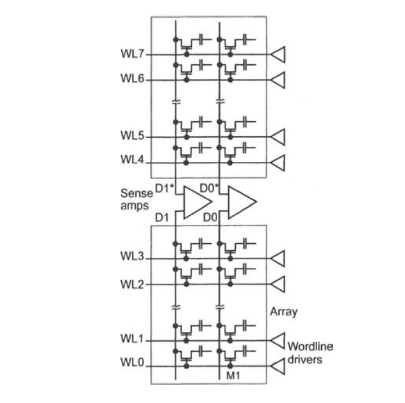 WL7
WL6
WL5
WL4
D1* D0*
Sense
amps
D1 D0
WL3
WL2
Array
WL1
Wordline
drivers
WL0
M1